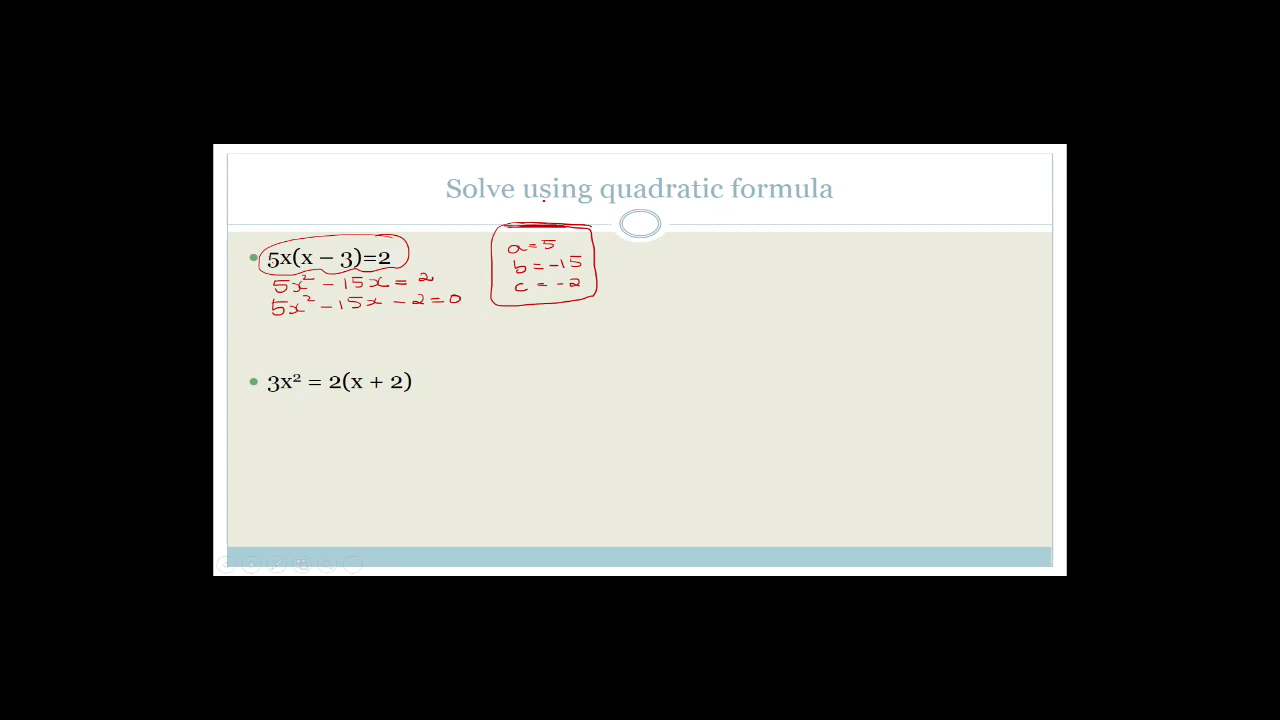 Solve using quadratic formula
5x(x – 3)=2
5x² – 15x = 2
5x² – 15x – 2 = 0
a = 5
b = -15
c = -2
3x² = 2(x + 2)